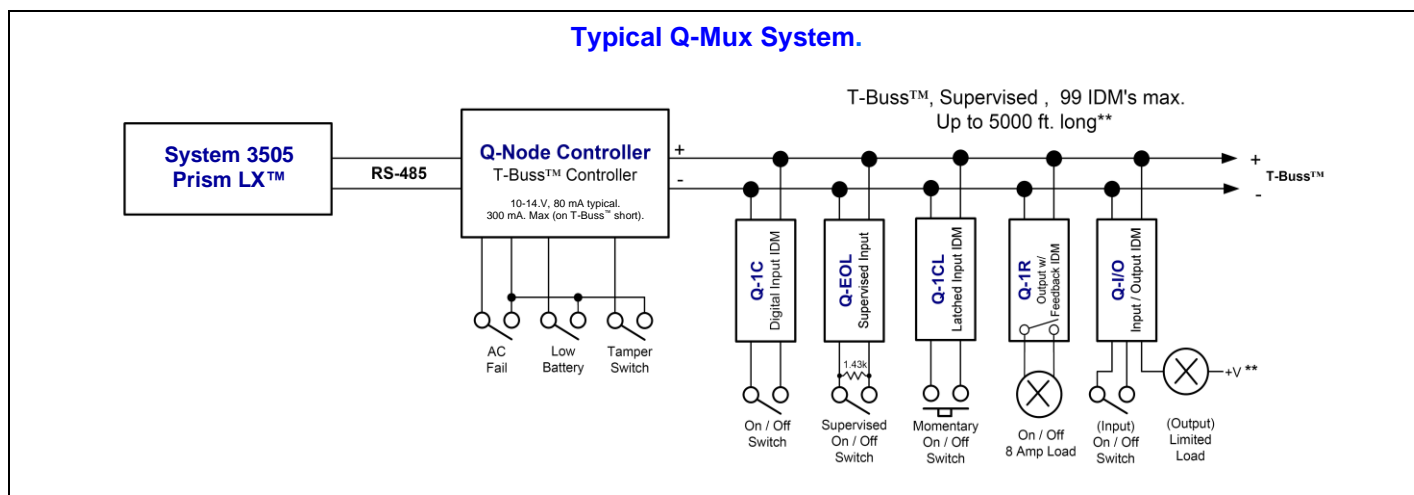 Typical Q-Mux System.
T-Buss™, Supervised , 99 IDM's max.
Up to 5000 ft. long**
System 3505
Prism LX™
RS-485
Q-Node Controller
T-Buss™ Controller
10-14.V, 80 mA typical.
300 mA. Max (on T-Buss™ short).
+
-
+
T-Buss™
-
Q-1C
Digital Input IDM
Q-EOL
Supervised Input
Q-1CL
Latched Input IDM
Q-1R
Output w/
Feedback IDM
Q-I/O
Input / Output IDM
AC
Fail
Low
Battery
Tamper
Switch
1.43k
+V **
On / Off
Switch
Supervised
On / Off
Switch
Momentary
On / Off
Switch
On / Off
8 Amp Load
(Input)
On / Off
Switch
(Output)
Limited
Load